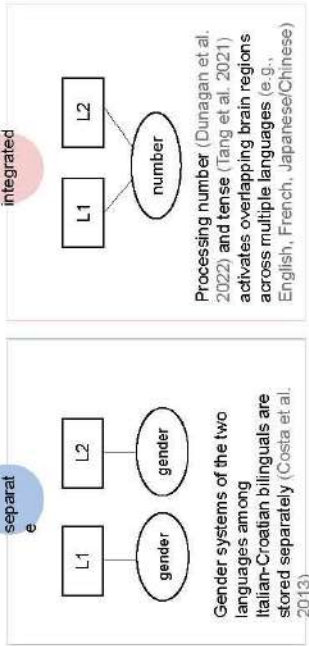 separat
e
L1
L2
gender
gender
Gender systems of the two
languages among
Italian-Croatian bilinguals are
stored separately (Costa et al.
2013)
integrated
L1
L2
number
Processing number (Dunagan et al.
2022) and tense (Tang et al. 2021)
activates overlapping brain regions
across multiple languages (e.g.,
English, French, Japanese/Chinese)